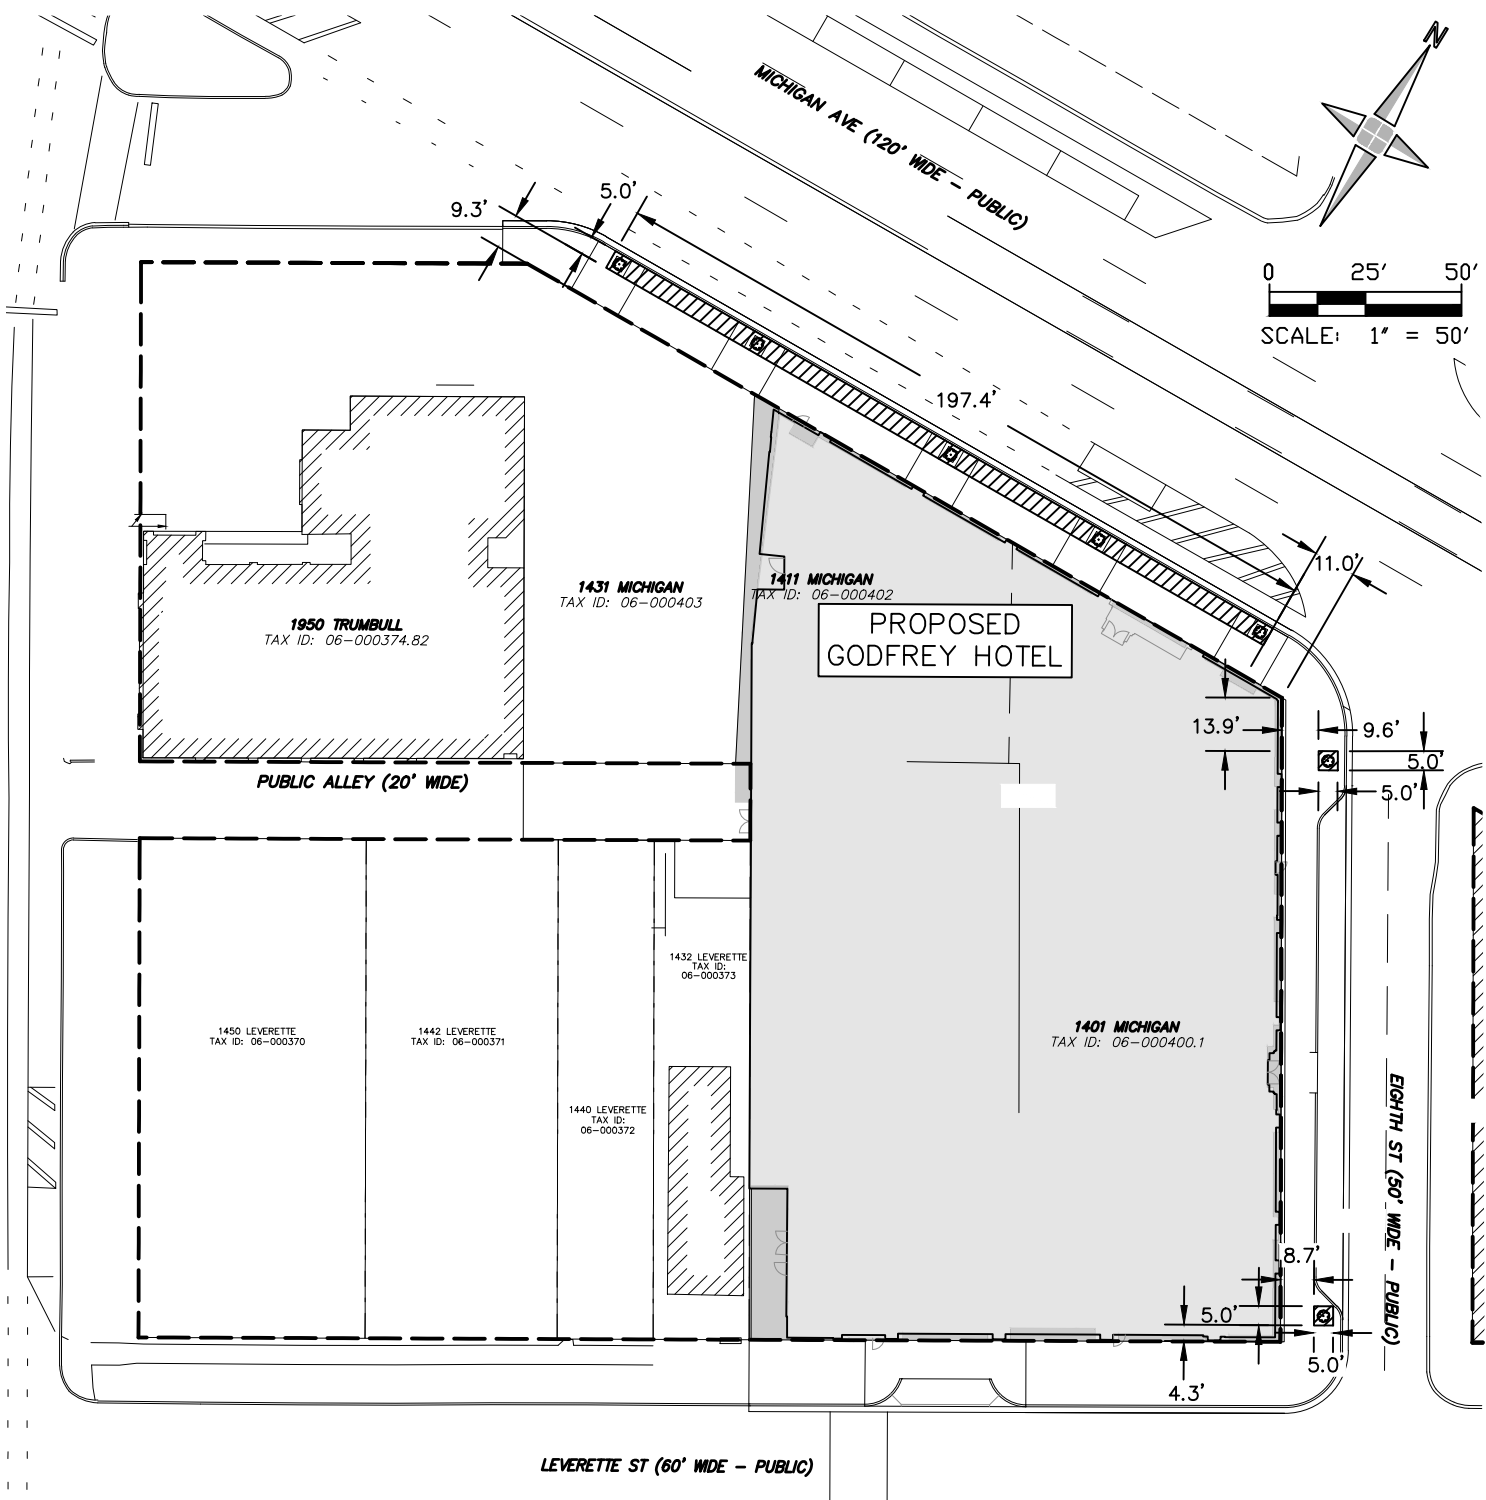 N
MICHIGAN AVE (120' WIDE - PUBLIC)
5.0'
9.3'
0 25' 50'
SCALE: 1" = 50'
197.4'
11.0'
1431 MICHIGAN
TAX ID: 06-000403
1411 MICHIGAN
TAX ID: 06-000402
1950 TRUMBULL
TAX ID: 06-000374.82
PROPOSED
GODFREY HOTEL
13.9'
9.6'
5.0'
5.0'
PUBLIC ALLEY (20' WIDE)
1432 LEVERETTE
TAX ID:
06-000373
1450 LEVERETTE
TAX ID: 06-000370
1442 LEVERETTE
TAX ID: 06-000371
1401 MICHIGAN
TAX ID: 06-000400.1
1440 LEVERETTE
TAX ID:
06-000372
EIGHTH ST (50' WIDE - PUBLIC)
8.7'
5.0'
5.0'
4.3'
LEVERETTE ST (60' WIDE - PUBLIC)